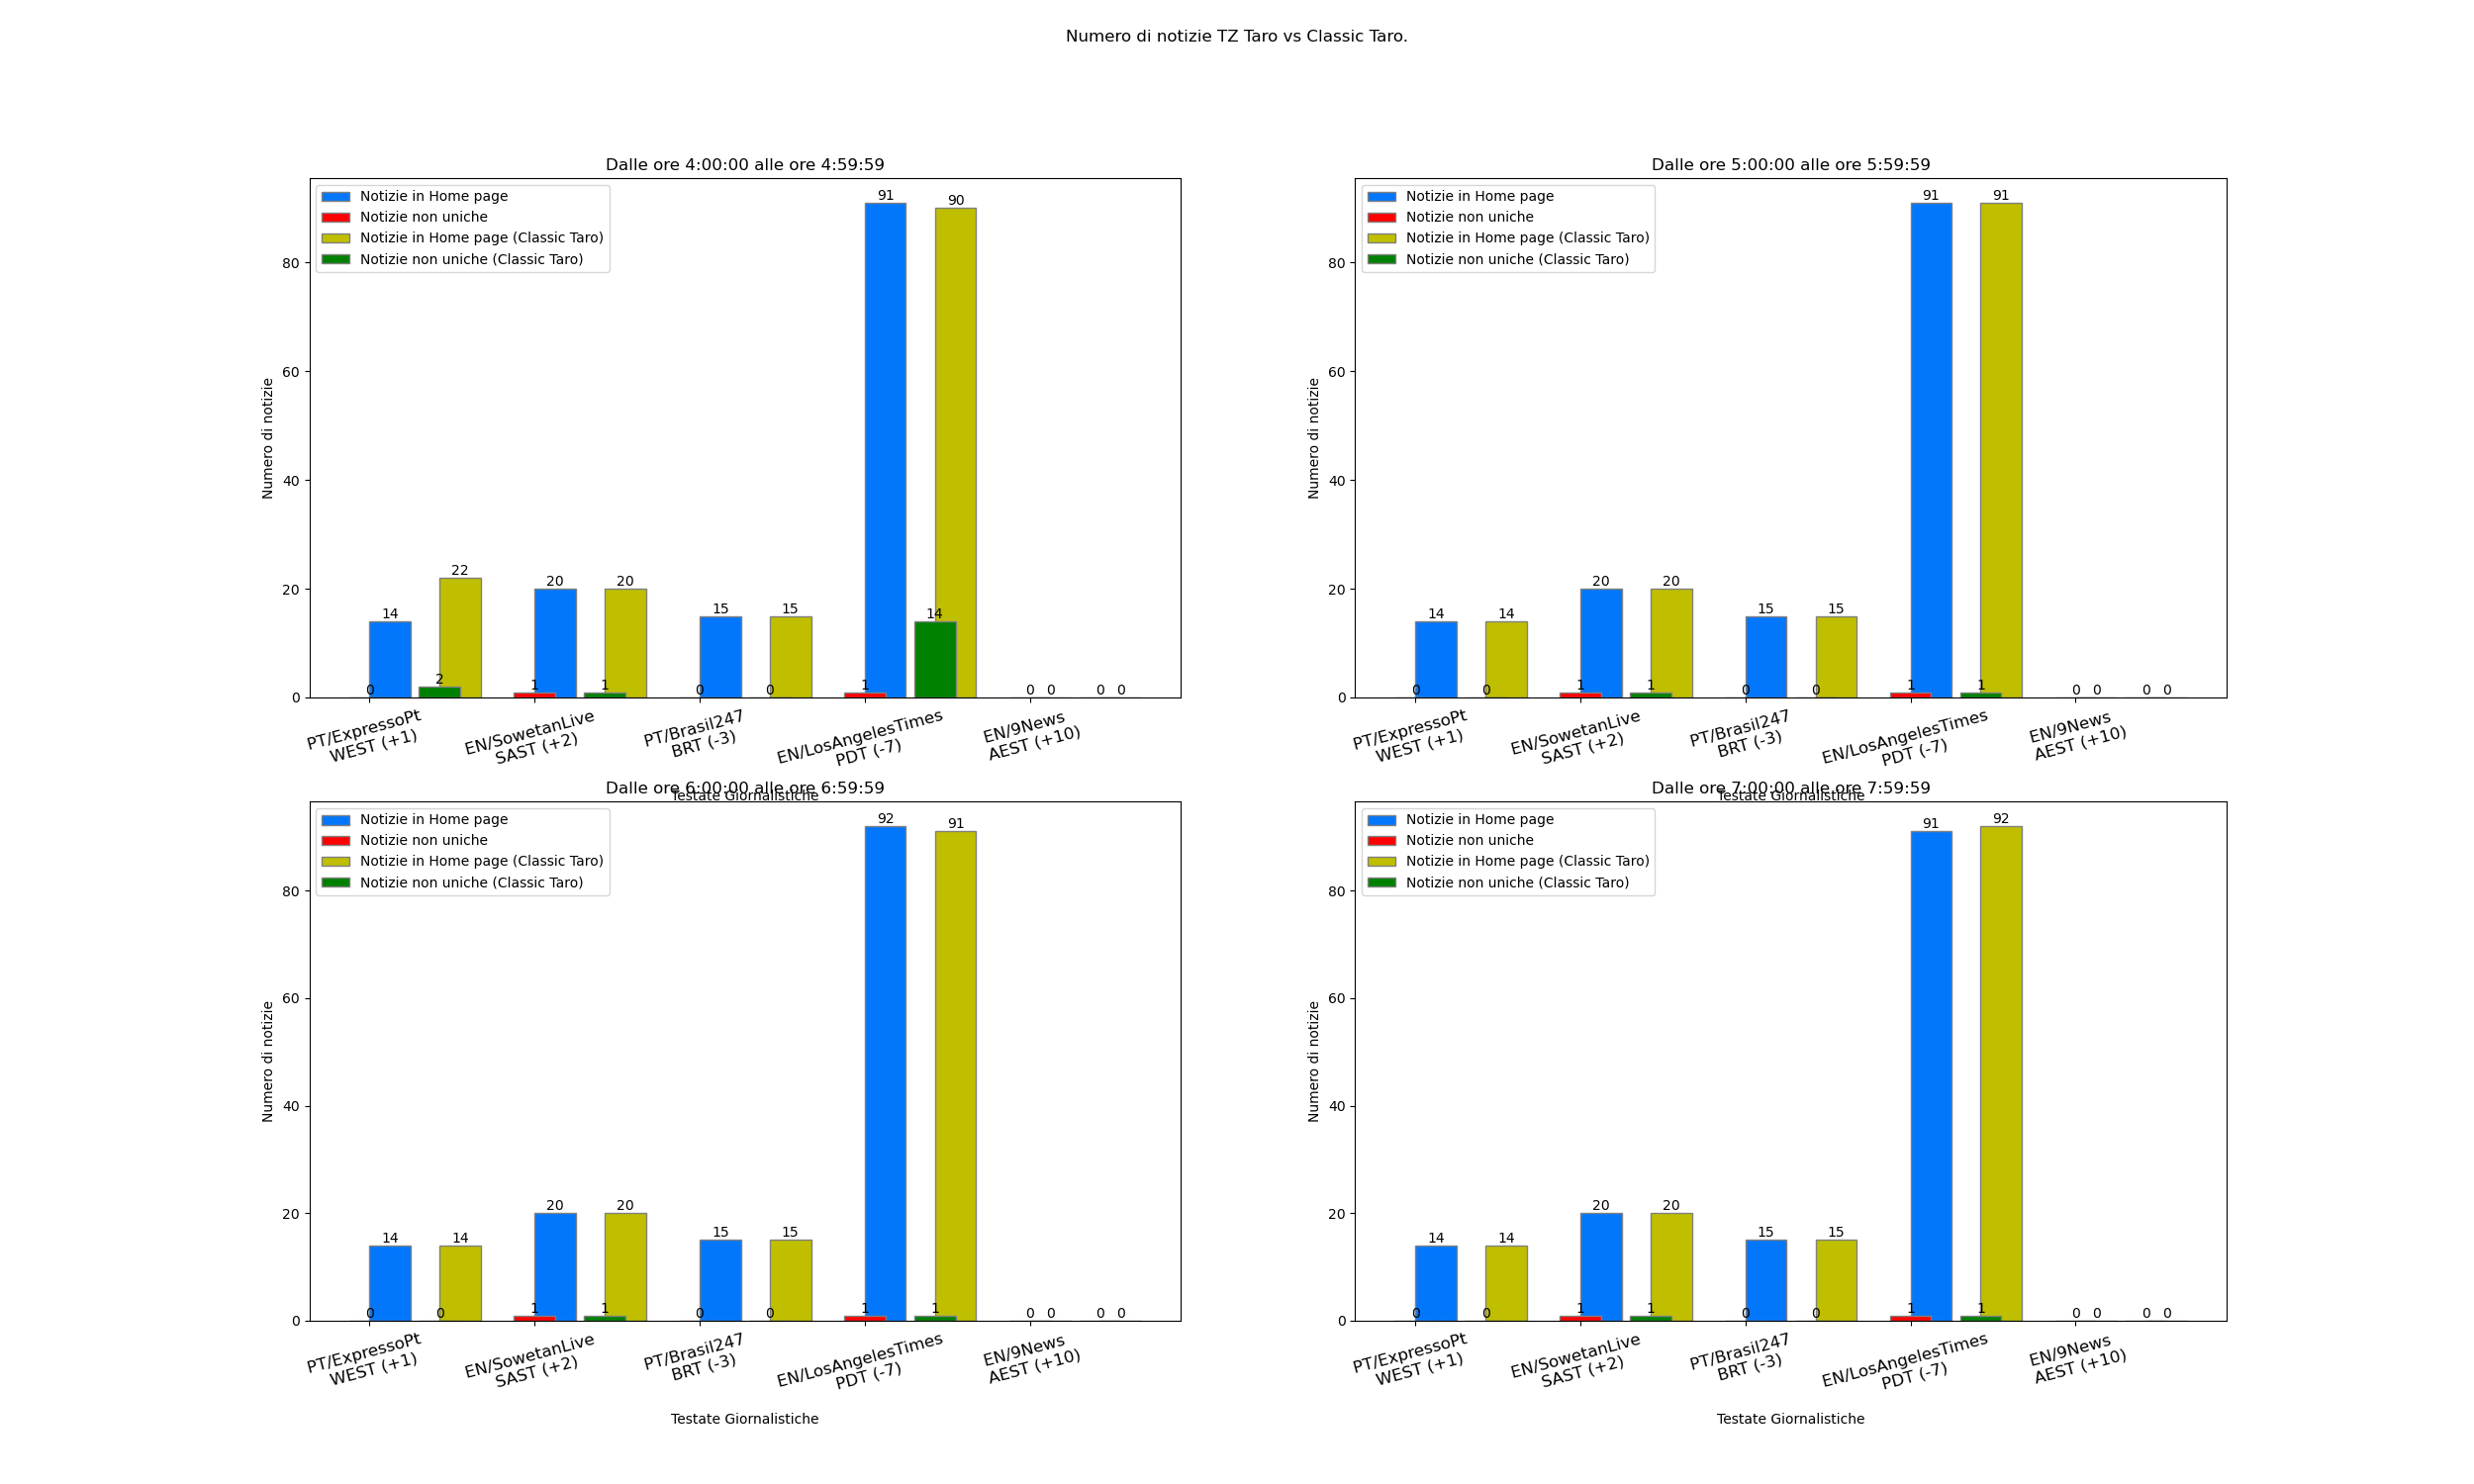 Numero di notizie TZ Taro vs Classic Taro.
Dalle ore 4:00:00 alle ore 4:59:59
Notizie in Home page
Notizie non uniche
Notizie in Home page (Classic Taro)
Notizie non uniche (Classic Taro)
Numero di notizie
80
60
40
20
0
14 22 20 20 15 15 91 90
0 2 1 1 0 0 1 14 0 0 0 0
PT/ExpressoPt
WEST (+1)
EN/SowetanLive
SAST (+2)
PT/Brasil247
BRT (-3)
EN/LosAngelesTimes
PDT (-7)
EN/9News
AEST (+10)
Testate Giornalistiche
Dalle ore 5:00:00 alle ore 5:59:59
Notizie in Home page
Notizie non uniche
Notizie in Home page (Classic Taro)
Notizie non uniche (Classic Taro)
Numero di notizie
80
60
40
20
0
14 14 20 20 15 15 91 91
0 0 1 1 0 0 1 1 0 0 0 0
PT/ExpressoPt
WEST (+1)
EN/SowetanLive
SAST (+2)
PT/Brasil247
BRT (-3)
EN/LosAngelesTimes
PDT (-7)
EN/9News
AEST (+10)
Testate Giornalistiche
Dalle ore 6:00:00 alle ore 6:59:59
Notizie in Home page
Notizie non uniche
Notizie in Home page (Classic Taro)
Notizie non uniche (Classic Taro)
Numero di notizie
80
60
40
20
0
14 14 20 20 15 15 92 91
0 0 1 1 0 0 1 1 0 0 0 0
PT/ExpressoPt
WEST (+1)
EN/SowetanLive
SAST (+2)
PT/Brasil247
BRT (-3)
EN/LosAngelesTimes
PDT (-7)
EN/9News
AEST (+10)
Testate Giornalistiche
Dalle ore 7:00:00 alle ore 7:59:59
Notizie in Home page
Notizie non uniche
Notizie in Home page (Classic Taro)
Notizie non uniche (Classic Taro)
Numero di notizie
80
60
40
20
0
14 14 20 20 15 15 91 92
0 0 1 1 0 0 1 1 0 0 0 0
PT/ExpressoPt
WEST (+1)
EN/SowetanLive
SAST (+2)
PT/Brasil247
BRT (-3)
EN/LosAngelesTimes
PDT (-7)
EN/9News
AEST (+10)
Testate Giornalistiche